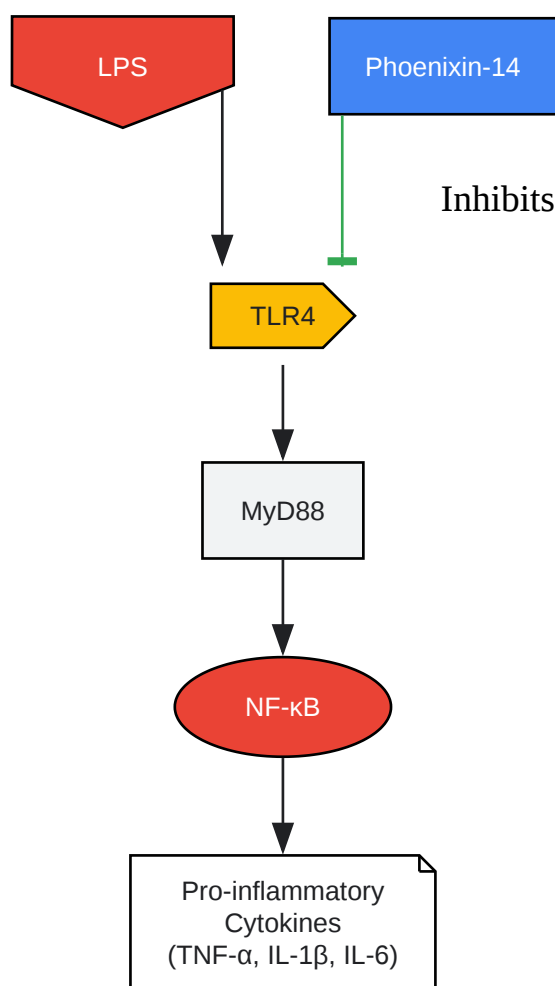 LPS
Phoenixin-14
Inhibits
TLR4
MyD88
NF-κB
Pro-inflammatory
Cytokines
(TNF-α, IL-1β, IL-6)